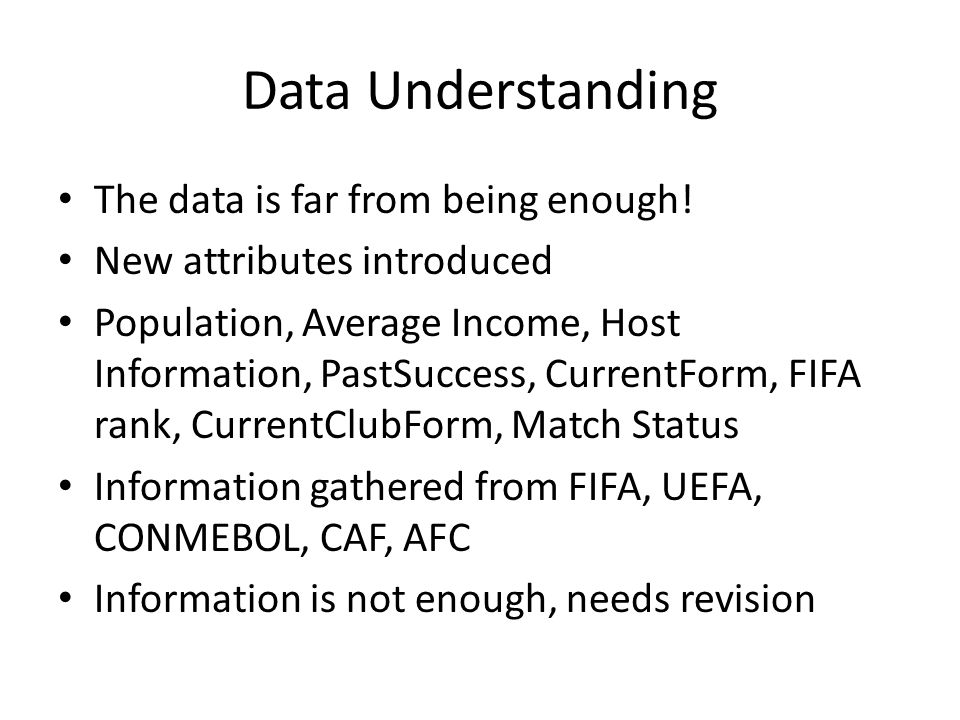 Data Understanding
• The data is far from being enough!
• New attributes introduced
• Population, Average Income, Host
Information, PastSuccess, CurrentForm, FIFA
rank, CurrentClubForm, Match Status
• Information gathered from FIFA, UEFA,
CONMEBOL, CAF, AFC
• Information is not enough, needs revision